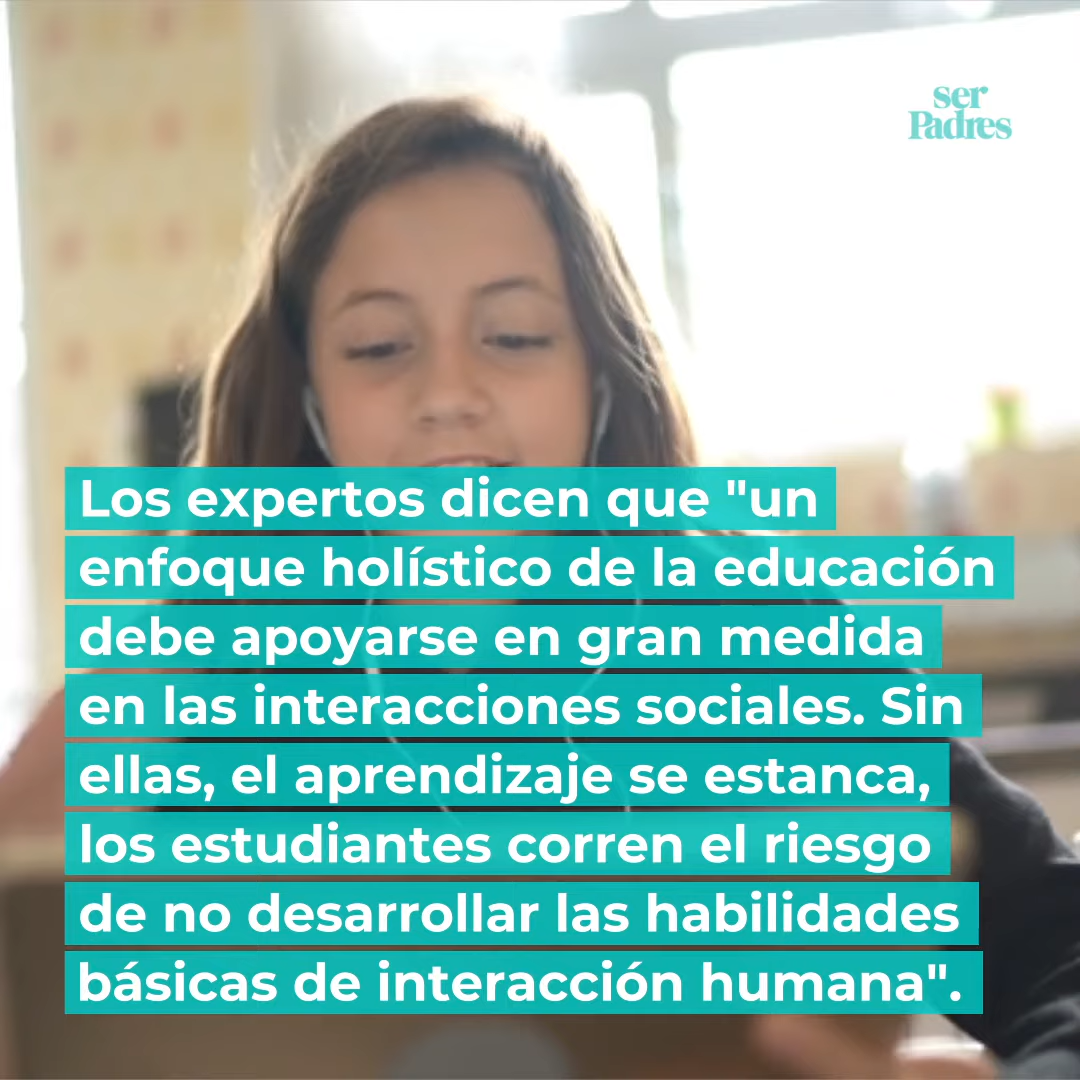 ser
Padres
Los expertos dicen que "un
enfoque holístico de la educación
debe apoyarse en gran medida
en las interacciones sociales. Sin
ellas, el aprendizaje se estanca,
los estudiantes corren el riesgo
de no desarrollar las habilidades
básicas de interacción humana".